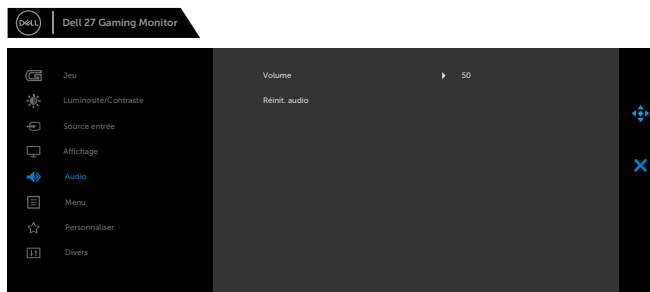 DELL
Dell 27 Gaming Monitor
Jeu
Luminosité/Contraste
Source entrée
Affichage
Audio
Menu
Personnaliser
Divers
Volume 50
Réinit. audio